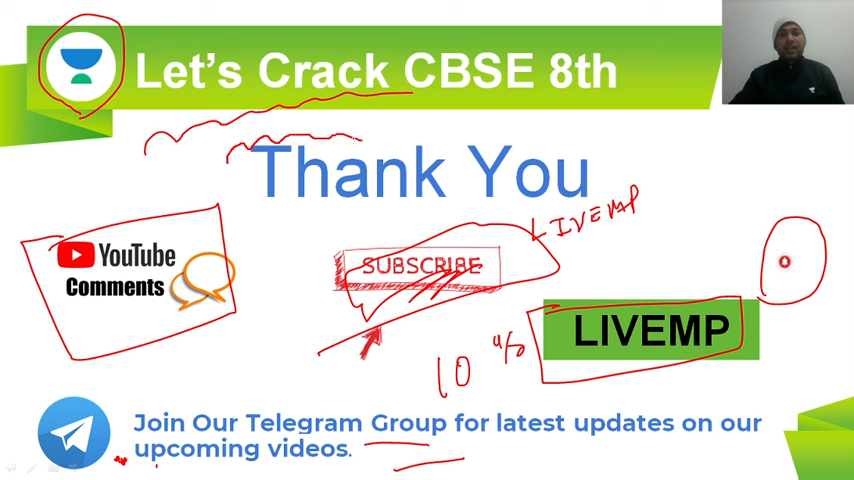 Let's Crack CBSE 8th
Thank You
LIVEMP
YouTube
Comments
SUBSCRIBE
LIVEMP
10 %
Join Our Telegram Group for latest updates on our
upcoming videos.